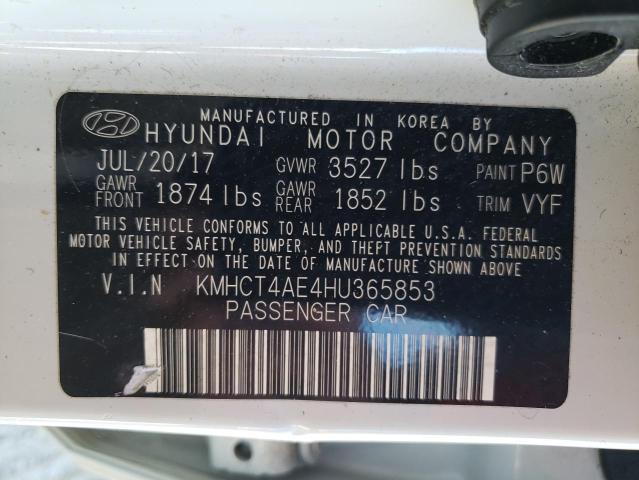 MANUFACTURED IN KOREA BY
HYUNDAI MOTOR COMPANY
JUL/20/17 GVWR 3527 lbs PAINT P6W
GAWR FRONT 1874 lbs GAWR REAR 1852 lbs TRIM VYF
THIS VEHICLE CONFORMS TO ALL APPLICABLE U.S.A. FEDERAL
MOTOR VEHICLE SAFETY, BUMPER, AND THEFT PREVENTION STANDARDS
IN EFFECT ON THE DATE OF MANUFACTURE SHOWN ABOVE
V.I.N KMHCT4AE4HU365853
PASSENGER CAR